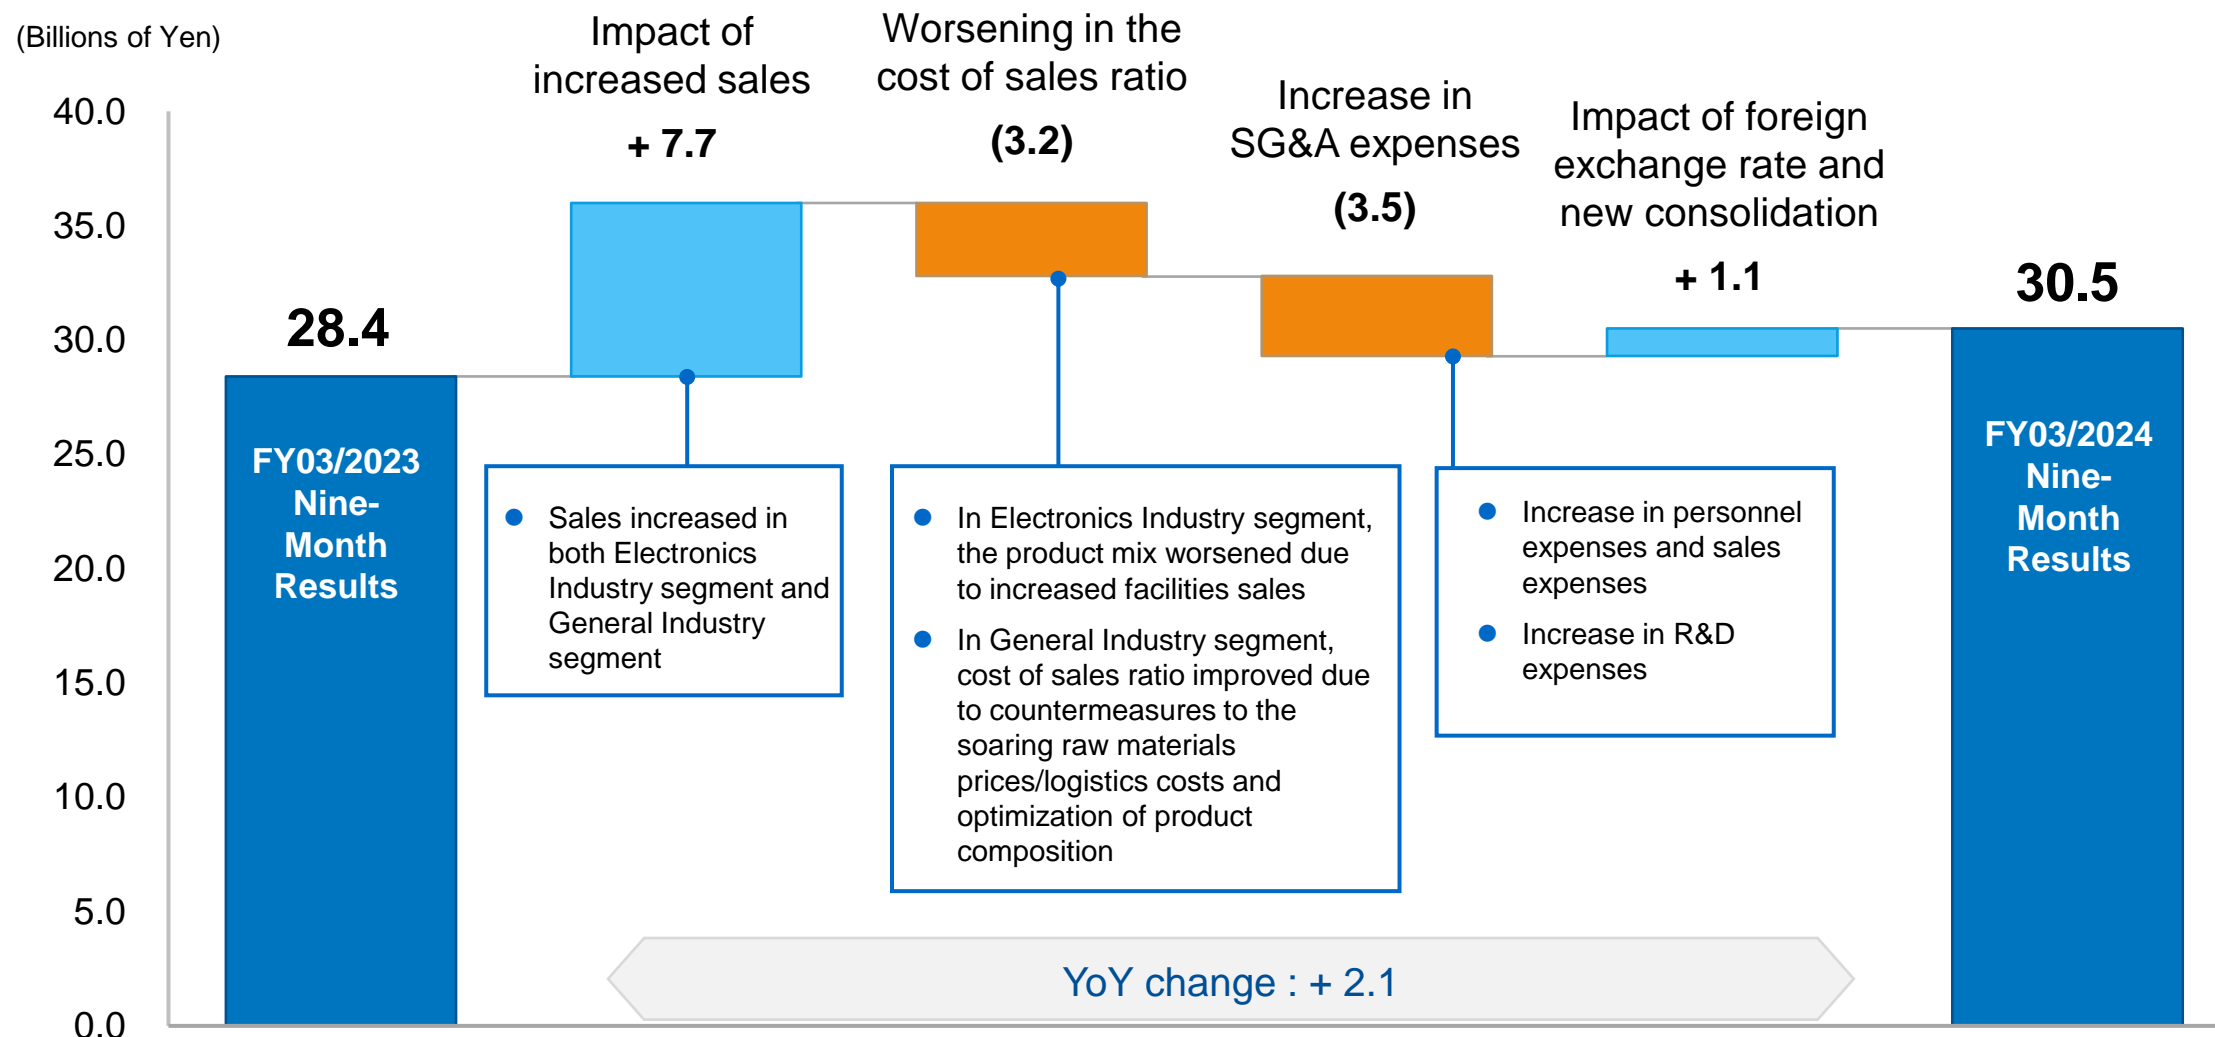 (Billions of Yen)
Impact of
increased sales
+ 7.7
Worsening in the
cost of sales ratio
(3.2)
Increase in
SG&A expenses
(3.5)
Impact of foreign
exchange rate and
new consolidation
+ 1.1
40.0
35.0
30.0
25.0
20.0
15.0
10.0
5.0
0.0
28.4
30.5
FY03/2023
Nine-
Month
Results
● Sales increased in
both Electronics
Industry segment and
General Industry
segment
● In Electronics Industry segment,
the product mix worsened due
to increased facilities sales
● In General Industry segment,
cost of sales ratio improved due
to countermeasures to the
soaring raw materials
prices/logistics costs and
optimization of product
composition
● Increase in personnel
expenses and sales
expenses
● Increase in R&D
expenses
FY03/2024
Nine-
Month
Results
YoY change : + 2.1